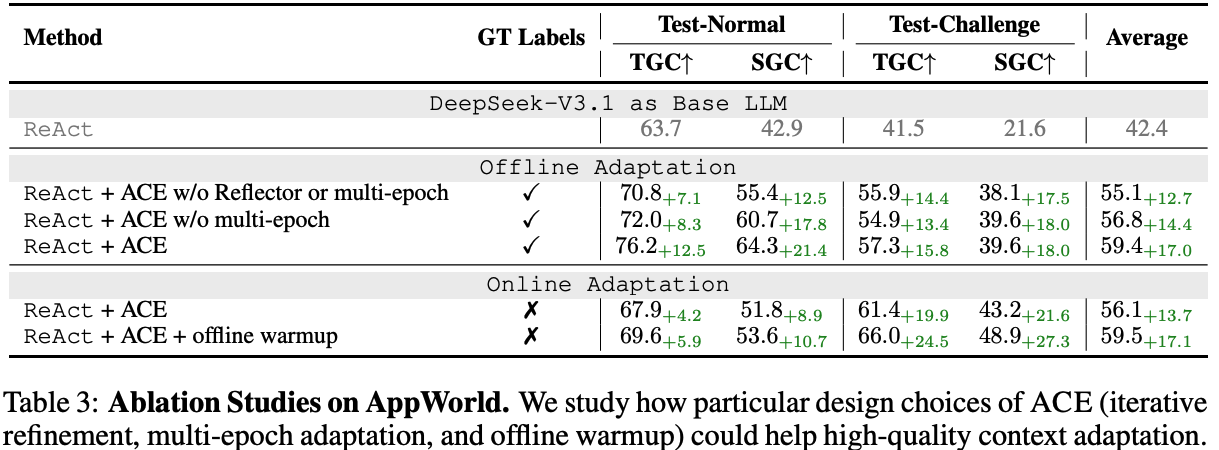 Method GT Labels Test-Normal Test-Challenge Average
TGC↑ SGC↑ TGC↑ SGC↑
DeepSeek-V3.1 as Base LLM
ReAct 63.7 42.9 41.5 21.6 42.4
Offline Adaptation
ReAct + ACE w/o Reflector or multi-epoch ✓ 70.8+7.1 55.4+12.5 55.9+14.4 38.1+17.5 55.1+12.7
ReAct + ACE w/o multi-epoch ✓ 72.0+8.3 60.7+17.8 54.9+13.4 39.6+18.0 56.8+14.4
ReAct + ACE ✓ 76.2+12.5 64.3+21.4 57.3+15.8 39.6+18.0 59.4+17.0
Online Adaptation
ReAct + ACE ✗ 67.9+4.2 51.8+8.9 61.4+19.9 43.2+21.6 56.1+13.7
ReAct + ACE + offline warmup ✗ 69.6+5.9 53.6+10.7 66.0+24.5 48.9+27.3 59.5+17.1
Table 3: Ablation Studies on AppWorld. We study how particular design choices of ACE (iterative
refinement, multi-epoch adaptation, and offline warmup) could help high-quality context adaptation.